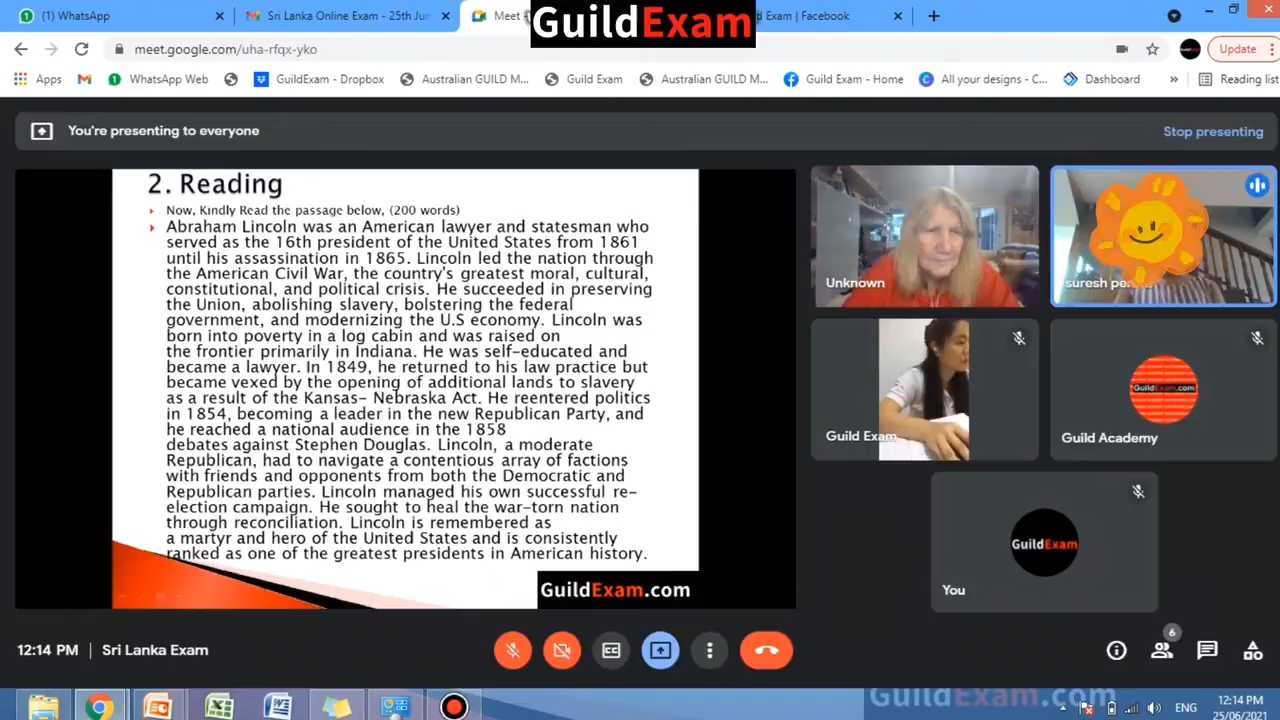 (1) WhatsApp
Sri Lanka Online Exam - 25th Jun
Meet
Exam | Facebook
GuildExam
meet.google.com/uha-rfqx-yko
Update
Apps
WhatsApp Web
GuildExam - Dropbox
Australian GUILD M...
Guild Exam
Australian GUILD M...
Guild Exam - Home
All your designs - C...
Dashboard
»
Reading list
You're presenting to everyone
Stop presenting
2. Reading
Now, Kindly Read the passage below, (200 words)
Abraham Lincoln was an American lawyer and statesman who
served as the 16th president of the United States from 1861
until his assassination in 1865. Lincoln led the nation through
the American Civil War, the country's greatest moral, cultural,
constitutional, and political crisis. He succeeded in preserving
the Union, abolishing slavery, bolstering the federal
government, and modernizing the U.S economy. Lincoln was
born into poverty in a log cabin and was raised on
the frontier primarily in Indiana. He was self-educated and
became a lawyer. In 1849, he returned to his law practice but
became vexed by the opening of additional lands to slavery
as a result of the Kansas- Nebraska Act. He reentered politics
in 1854, becoming a leader in the new Republican Party, and
he reached a national audience in the 1858
debates against Stephen Douglas. Lincoln, a moderate
Republican, had to navigate a contentious array of factions
with friends and opponents from both the Democratic and
Republican parties. Lincoln managed his own successful re-
election campaign. He sought to heal the war-torn nation
through reconciliation. Lincoln is remembered as
a martyr and hero of the United States and is consistently
ranked as one of the greatest presidents in American history.
GuildExam.com
Unknown
suresh pe
Guild Exam
GuildExam.com
Guild Academy
GuildExam
You
12:14 PM | Sri Lanka Exam
CC
6
GuildExam.com
ENG
12:14 PM
25/06/2021